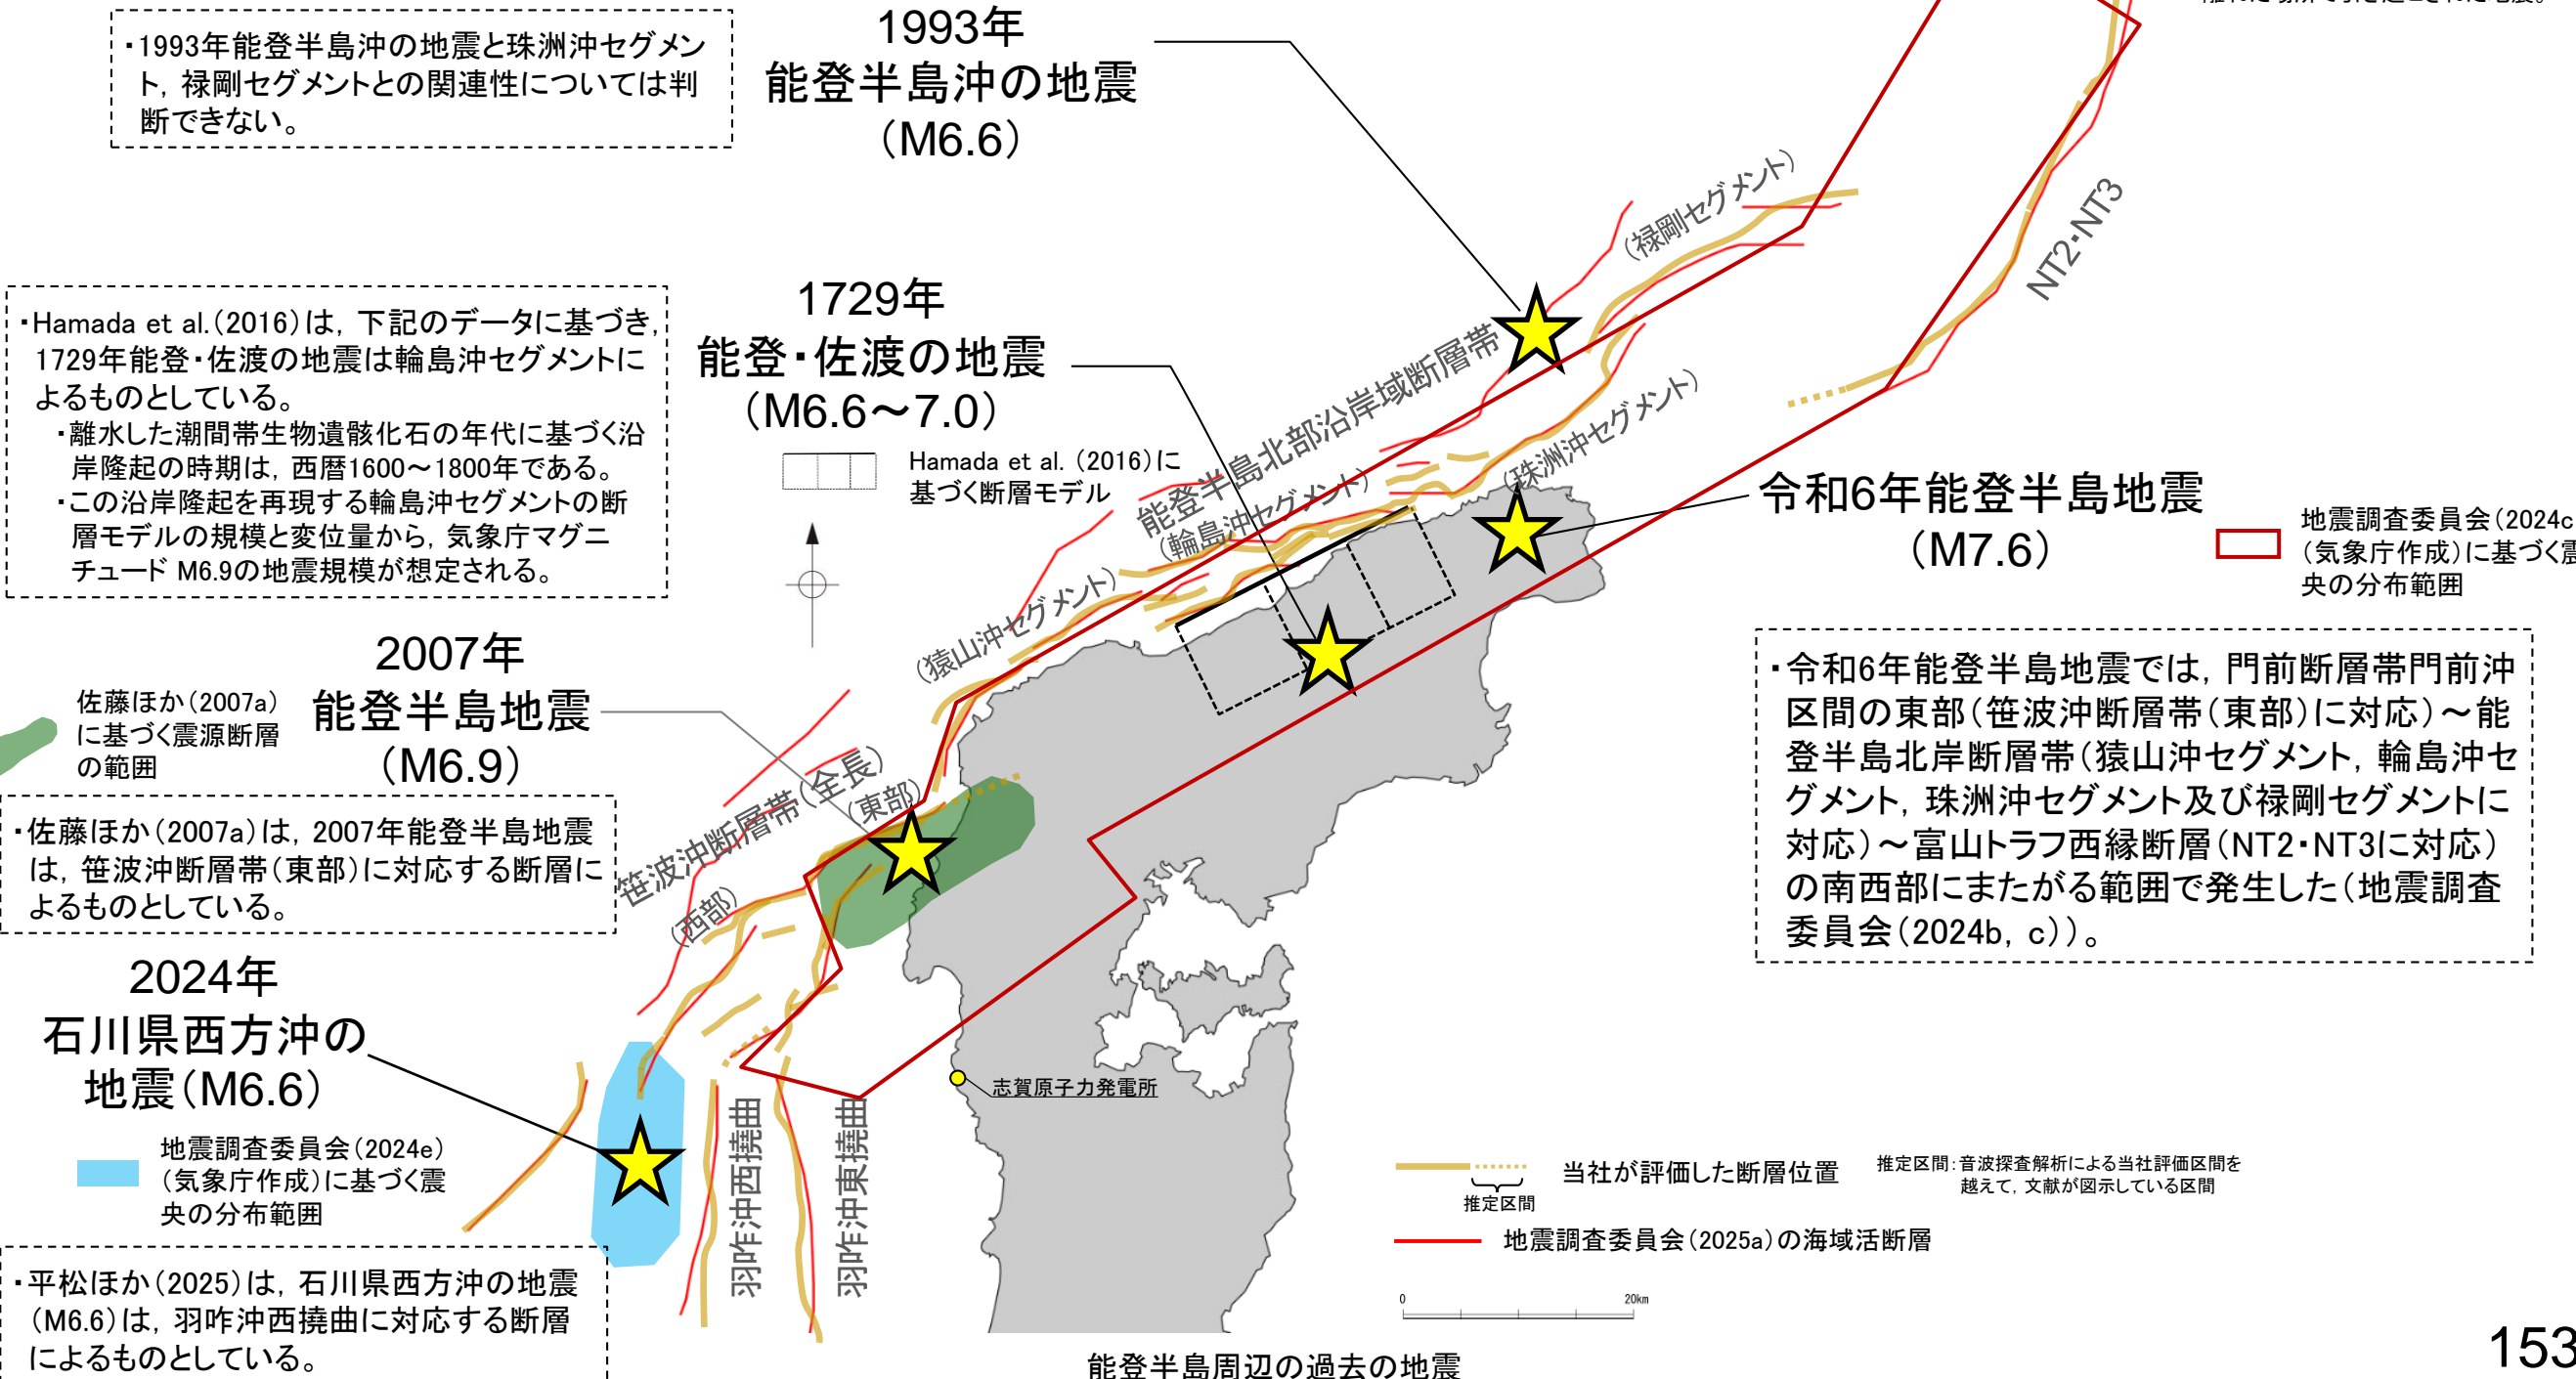 ・1993年能登半島沖の地震と珠洲沖セグメン
ト，禄剛セグメントとの関連性については判
断できない。
1993年
能登半島沖の地震
（M6.6）
・Hamada et al.（2016）は，下記のデータに基づき，
1729年能登・佐渡の地震は輪島沖セグメントに
よるものとしている。
・離水した潮間帯生物遺骸化石の年代に基づく沿
岸隆起の時期は，西暦1600～1800年である。
・この沿岸隆起を再現する輪島沖セグメントの断
層モデルの規模と変位量から，気象庁マグニ
チュード M6.9の地震規模が想定される。
1729年
能登・佐渡の地震
（M6.6～7.0）
Hamada et al.（2016）に
基づく断層モデル
（禄剛セグメント）
NT2・NT3
能登半島北部沿岸域断層帯
（珠洲沖セグメント）
（輪島沖セグメント）
（猿山沖セグメント）
令和6年能登半島地震
（M7.6）
地震調査委員会（2024c
（気象庁作成）に基づく震
央の分布範囲
・令和6年能登半島地震では，門前断層帯門前沖
区間の東部（笹波沖断層帯（東部）に対応）～能
登半島北岸断層帯（猿山沖セグメント，輪島沖セ
グメント，珠洲沖セグメント及び禄剛セグメントに
対応）～富山トラフ西縁断層（NT2・NT3に対応）
の南西部にまたがる範囲で発生した（地震調査
委員会（2024b，c））。
2007年
能登半島地震
（M6.9）
佐藤ほか（2007a）
に基づく震源断層
の範囲
・佐藤ほか（2007a）は，2007年能登半島地震
は，笹波沖断層帯（東部）に対応する断層に
よるものとしている。
笹波沖断層帯（全長）
（東部）
（西部）
2024年
石川県西方沖の
地震（M6.6）
地震調査委員会（2024e）
（気象庁作成）に基づく震
央の分布範囲
・平松ほか（2025）は，石川県西方沖の地震
（M6.6）は，羽咋沖西撓曲に対応する断層
によるものとしている。
志賀原子力発電所
羽咋沖西撓曲
羽咋沖東撓曲
当社が評価した断層位置
推定区間
推定区間：音波探査解析による当社評価区間を
越えて，文献が図示している区間
地震調査委員会（2025a）の海域活断層
0 20km
能登半島周辺の過去の地震
153